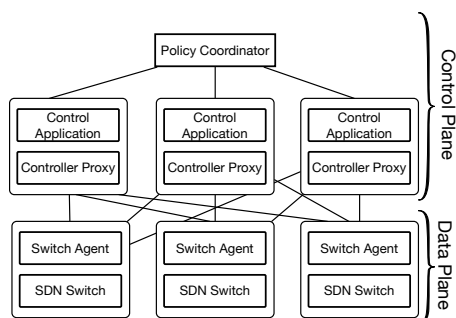 Policy Coordinator
Control
Application
Controller Proxy
Control
Application
Controller Proxy
Control
Application
Controller Proxy
Control Plane
Switch Agent
SDN Switch
Switch Agent
SDN Switch
Switch Agent
SDN Switch
Data Plane